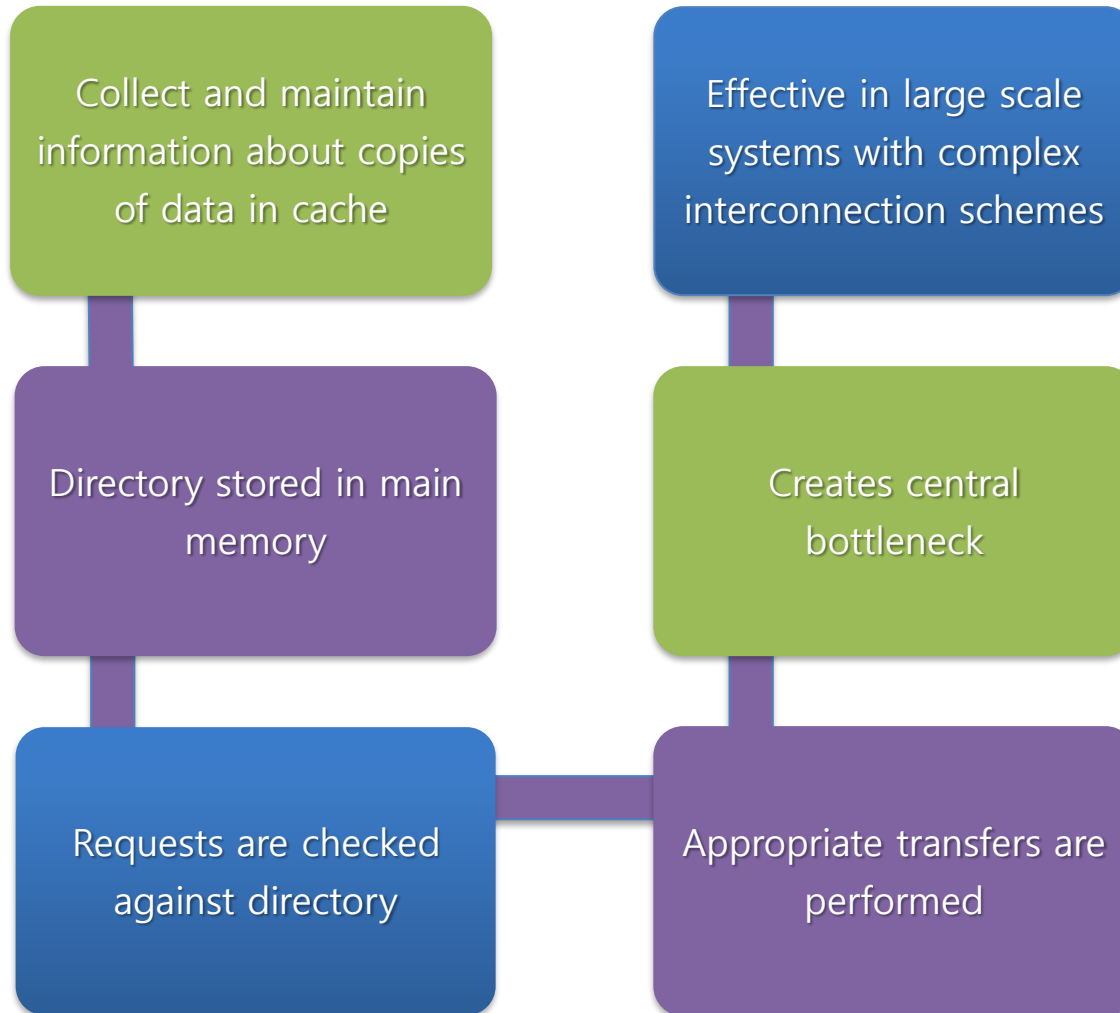 Collect and maintain
information about copies
of data in cache
Directory stored in main
memory
Requests are checked
against directory
Appropriate transfers are
performed
Creates central
bottleneck
Effective in large scale
systems with complex
interconnection schemes